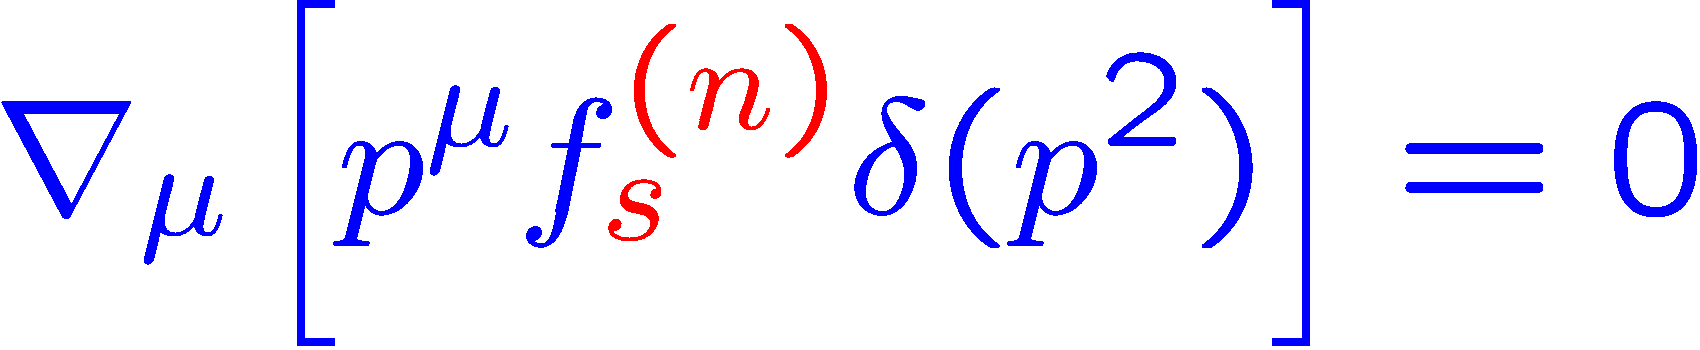 ∇_μ [p^μ f_s^{(n)} δ(p^2)] = 0